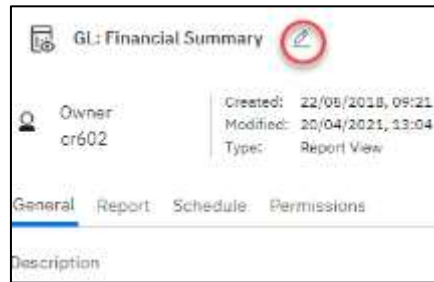 GL: Financial Summary
Owner
cr602
Created: 22/05/2018, 09:21
Modified: 20/04/2021, 13:04
Type: Report View
General Report Schedule Permissions
Description